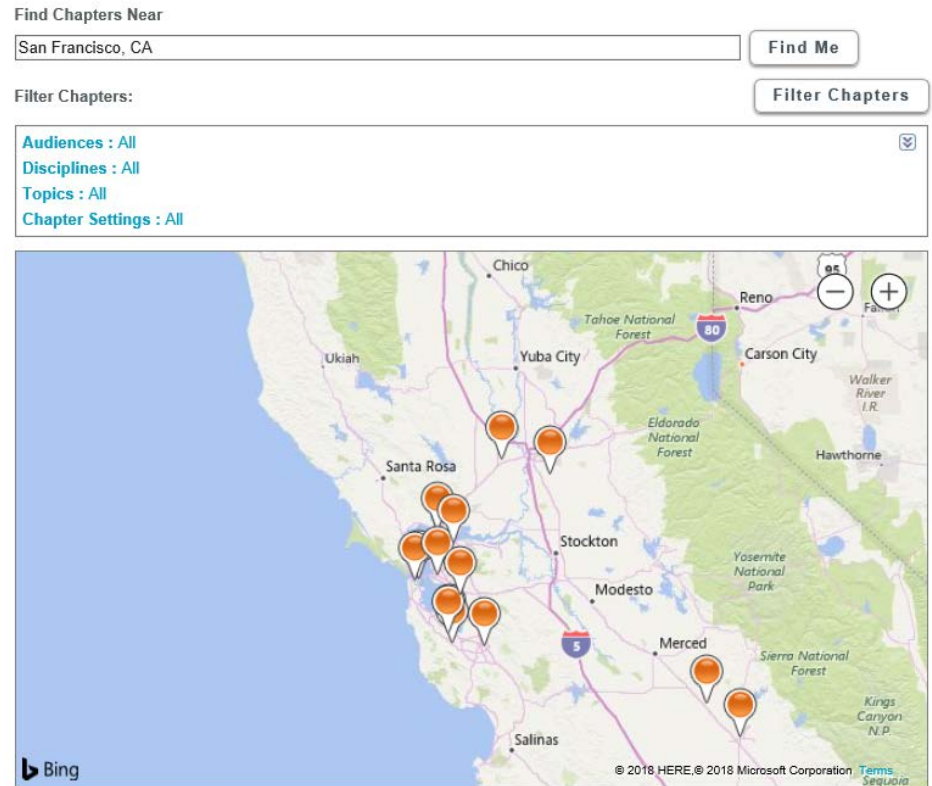 Find Chapters Near
San Francisco, CA
Find Me
Filter Chapters:
Filter Chapters
Audiences : All
Disciplines : All
Topics : All
Chapter Settings : All
Chico
95
Reno
Tahoe National
Forest
80
Ukiah
Yuba City
Carson City
Walker
River
I.R.
Eldorado
National
Forest
Hawthorne
Santa Rosa
Stockton
Yosemite
National
Park
Modesto
5
Merced
Sierra National
Forest
Kings
Canyon
N.P.
Salinas
Bing
© 2018 HERE,© 2018 Microsoft Corporation Terms
Sequoia